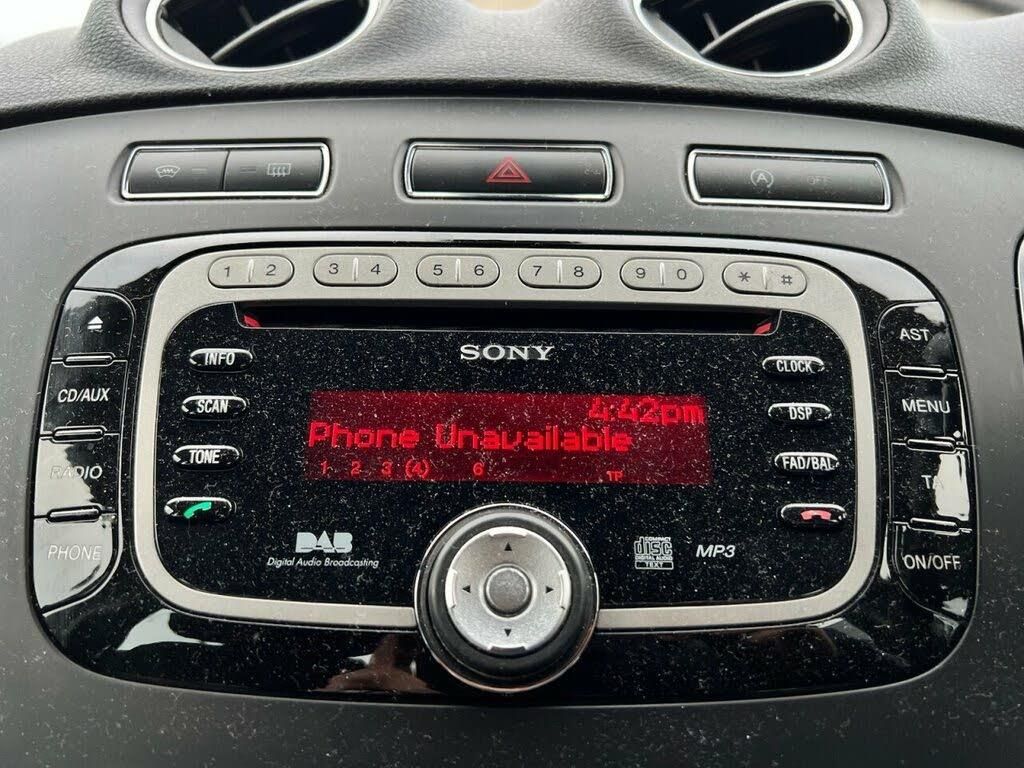 A OFF
1 2 3 4 5 6 7 8 9 0 * #
SONY
INFO
SCAN
TONE
CLOCK
DSP
FAD/BAL
CD/AUX
RADIO
PHONE
AST
MENU
TA
ON/OFF
4:42pm
Phone Unavailable
1 2 3 (4) 6 TP
DAB
Digital Audio Broadcasting
COMPACT
disc
DIGITAL AUDIO
TEXT
MP3